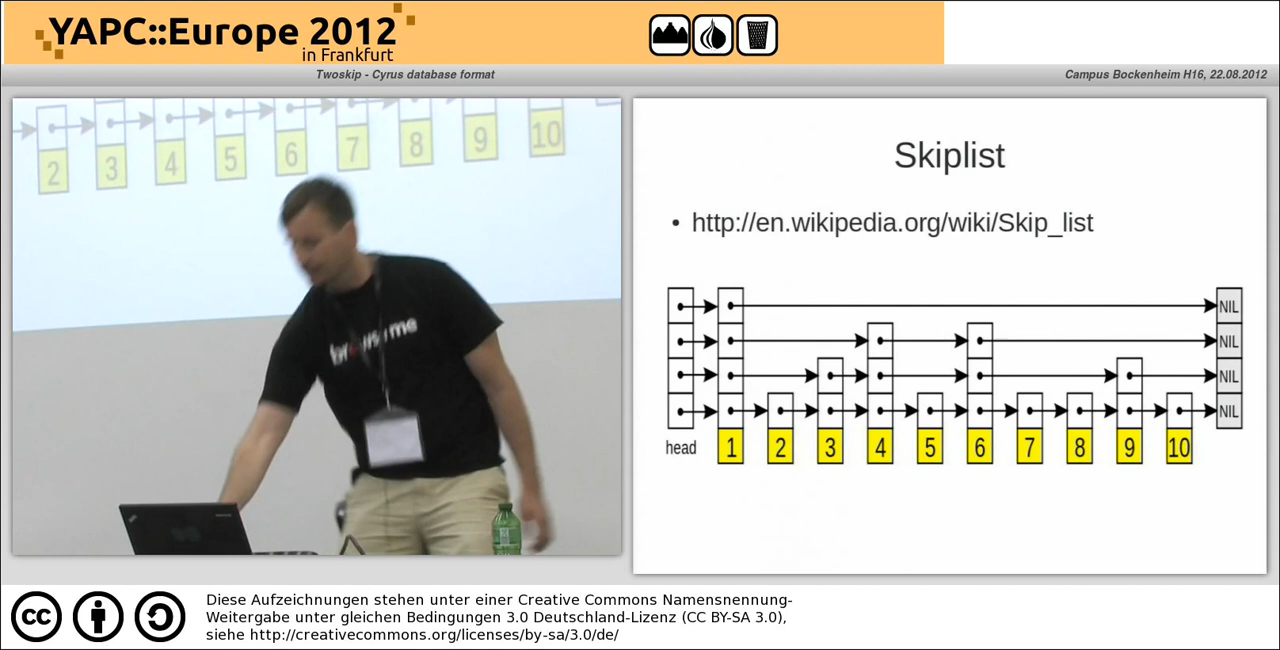 YAPC::Europe 2012
in Frankfurt
Twoskip - Cyrus database format
Campus Bockenheim H16, 22.08.2012
2 3 4 5 6 7 8 9 10
me
Skiplist
• http://en.wikipedia.org/wiki/Skip_list
NIL
NIL
NIL
NIL
head 1 2 3 4 5 6 7 8 9 10
cc
Diese Aufzeichnungen stehen unter einer Creative Commons Namensnennung-
Weitergabe unter gleichen Bedingungen 3.0 Deutschland-Lizenz (CC BY-SA 3.0),
siehe http://creativecommons.org/licenses/by-sa/3.0/de/